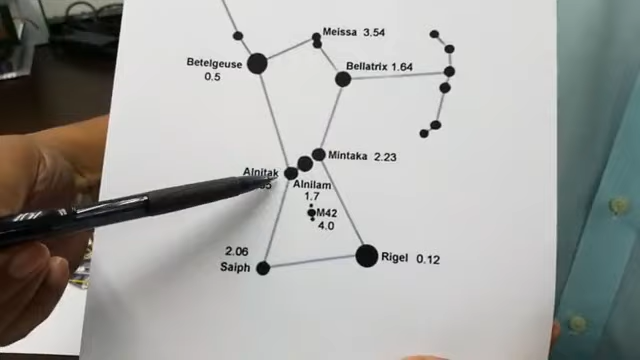 Meissa 3.54
Betelgeuse
0.5
Bellatrix 1.64
Mintaka 2.23
Alnitak
Alnilam
1.7
M42
4.0
2.06
Saiph
Rigel 0.12